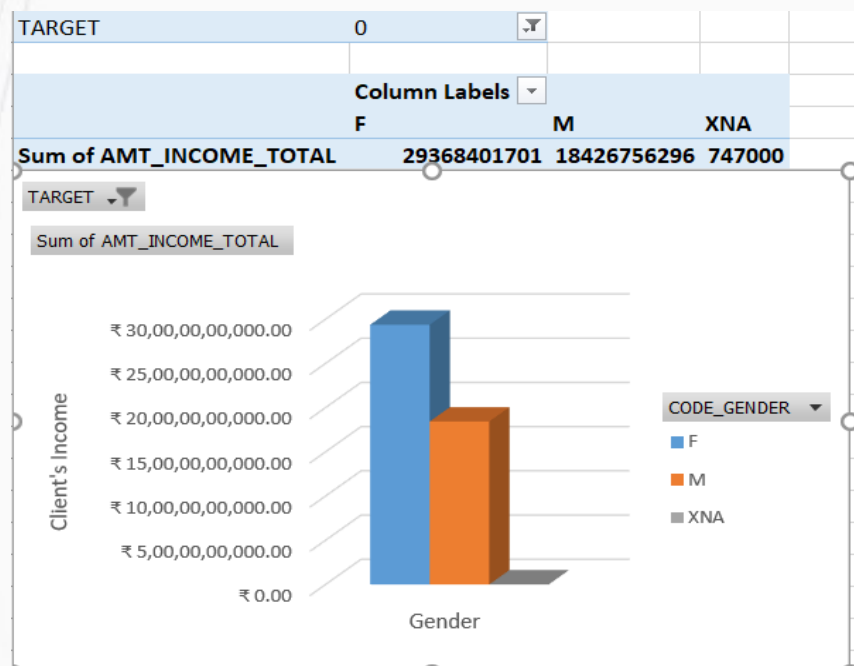 TARGET 0
Column Labels
F M XNA
Sum of AMT_INCOME_TOTAL 29368401701 18426756296 747000
TARGET
Sum of AMT_INCOME_TOTAL
₹ 30,00,00,00,000.00
₹ 25,00,00,00,000.00
₹ 20,00,00,00,000.00
₹ 15,00,00,00,000.00
₹ 10,00,00,00,000.00
₹ 5,00,00,00,000.00
₹ 0.00
Client's Income
Gender
CODE_GENDER
F
M
XNA